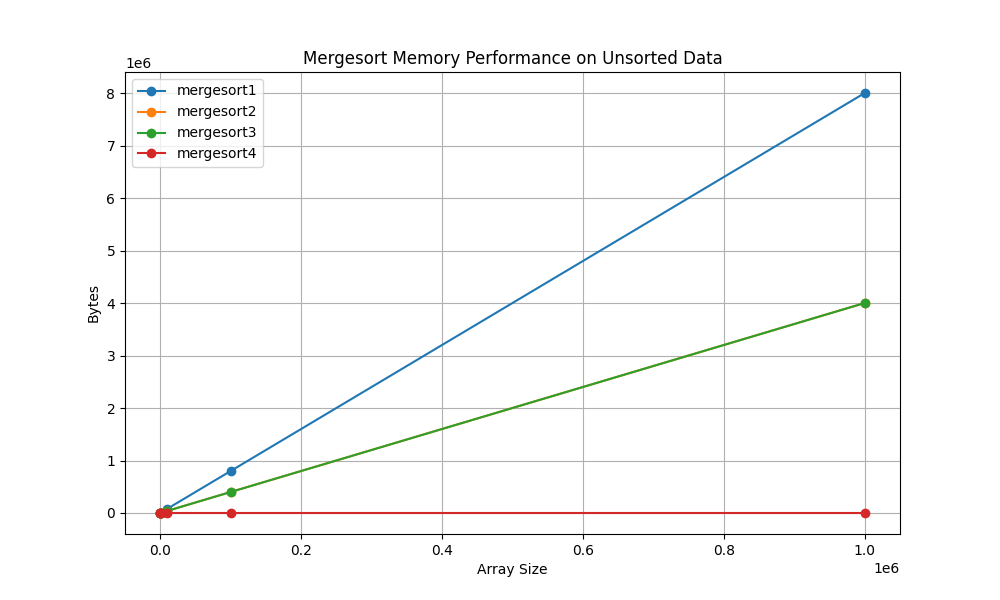 Mergesort Memory Performance on Unsorted Data
1e6
mergesort1
mergesort2
mergesort3
mergesort4
8
7
6
5
4
3
2
1
0
Bytes
0.0 0.2 0.4 0.6 0.8 1.0
Array Size
1e6